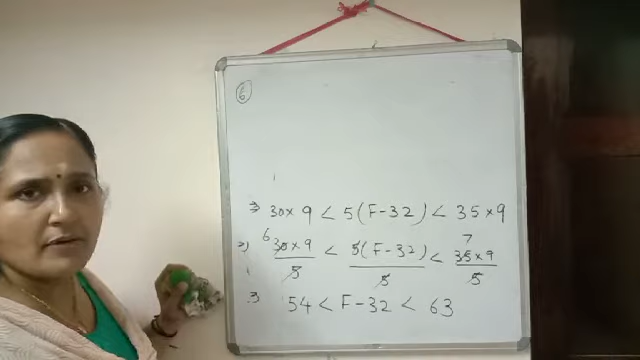 6
⇒ 30 × 9 < 5(F-32) < 35 × 9
⇒ 6 30 × 9 / 5 < 5(F-32) / 5 < 7 35 × 9 / 5
⇒ 54 < F-32 < 63